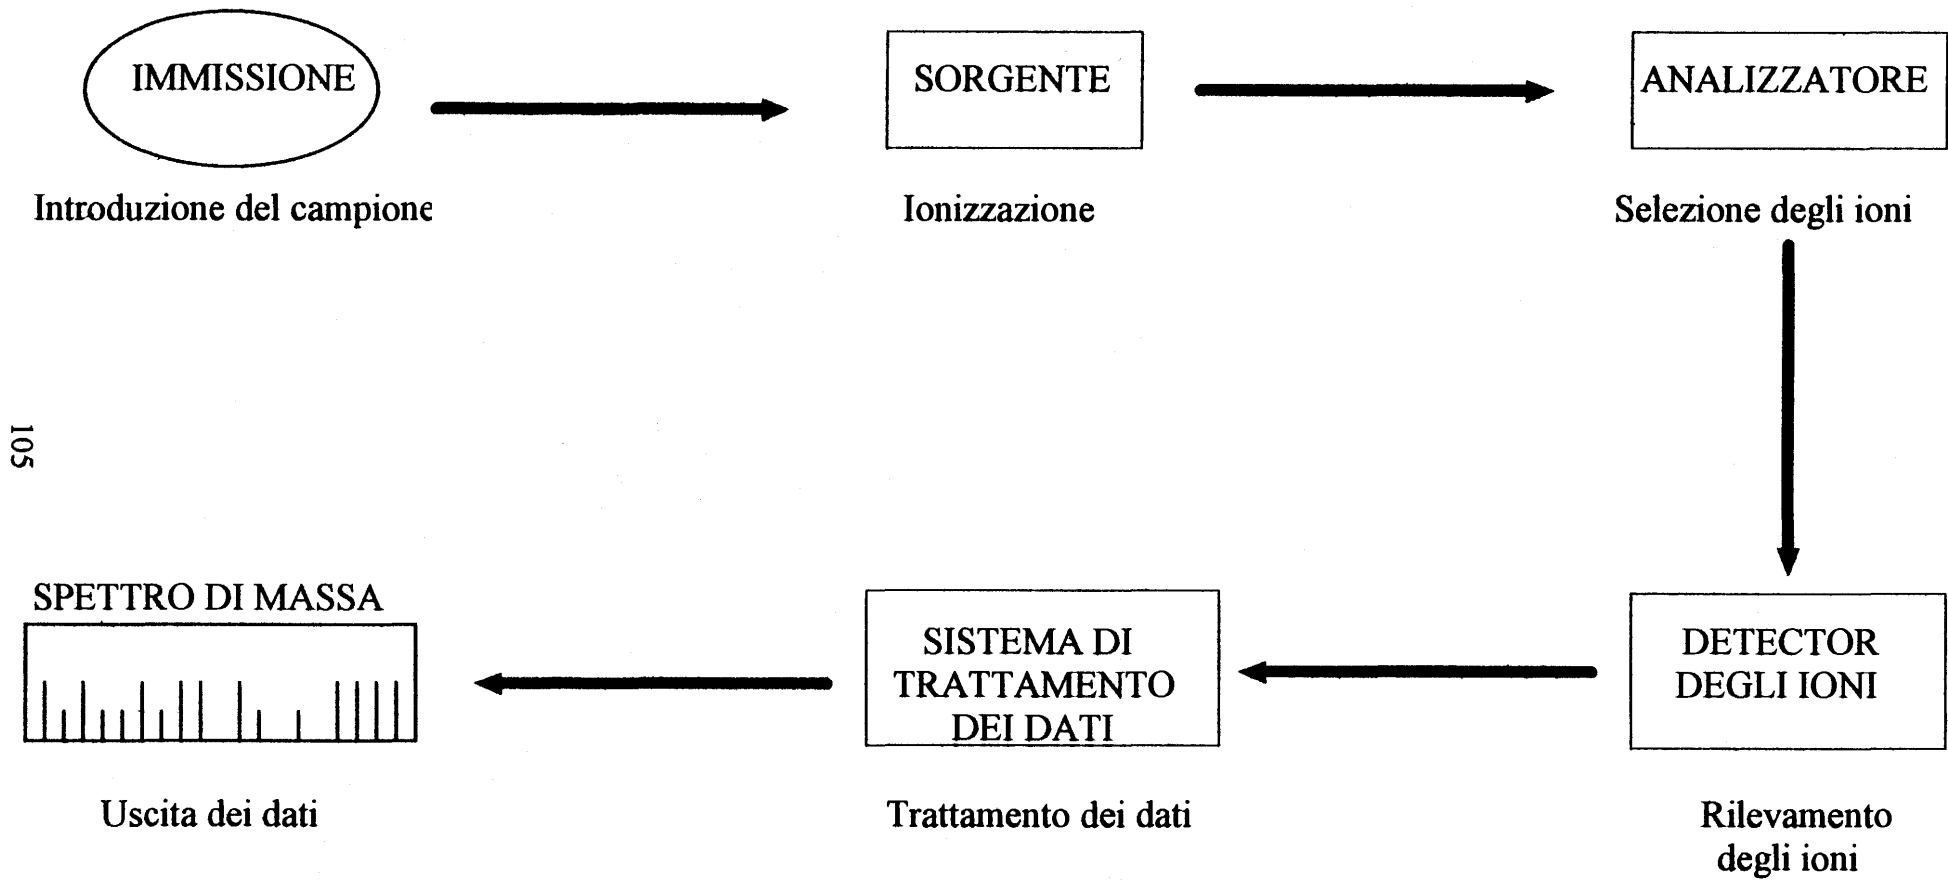 IMMISSIONE
Introduzione del campione
SORGENTE
Ionizzazione
ANALIZZATORE
Selezione degli ioni
DETECTOR
DEGLI IONI
Rilevamento
degli ioni
SISTEMA DI
TRATTAMENTO
DEI DATI
Trattamento dei dati
SPETTRO DI MASSA
Uscita dei dati
105